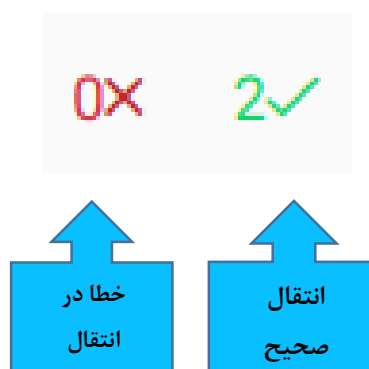 0× 2✓
خطا در
انتقال
انتقال
صحیح